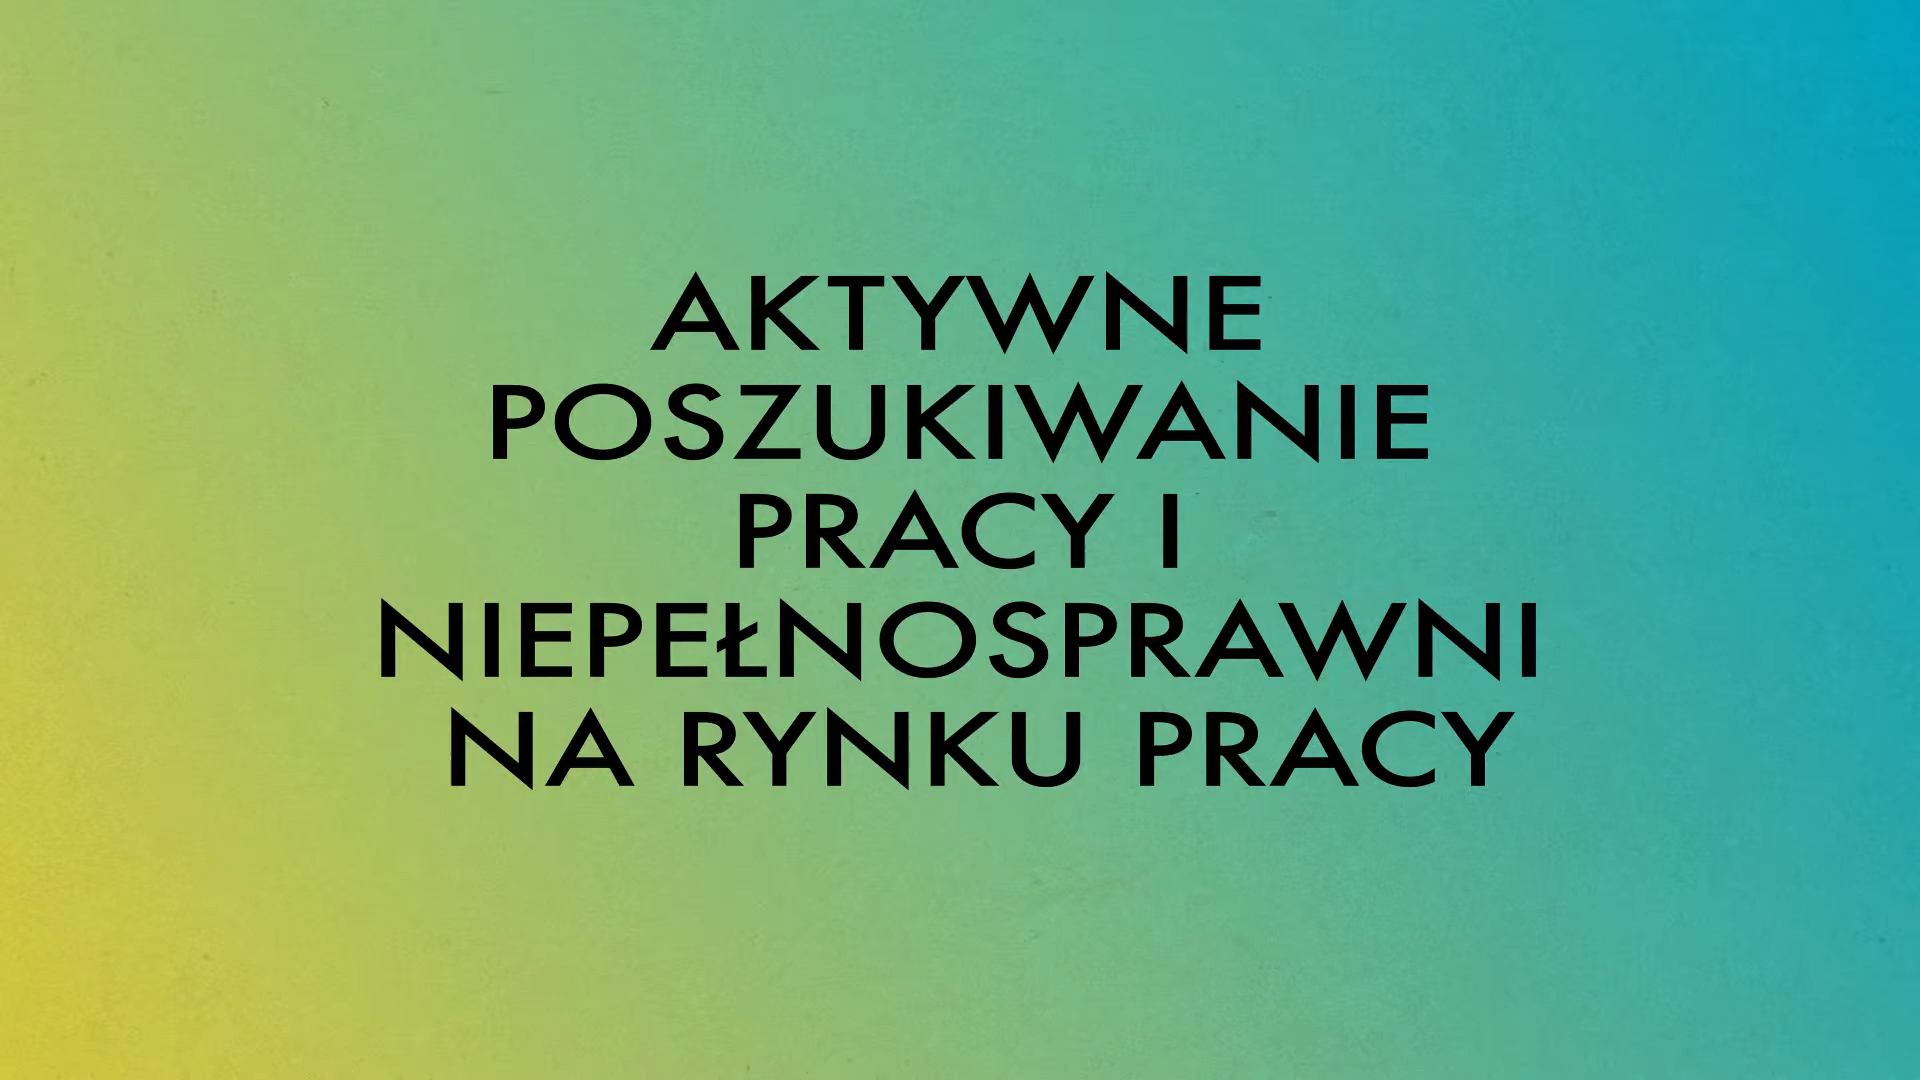 AKTYWNE
POSZUKIWANIE
PRACY I
NIEPEŁNOSPRAWNI
NA RYNKU PRACY